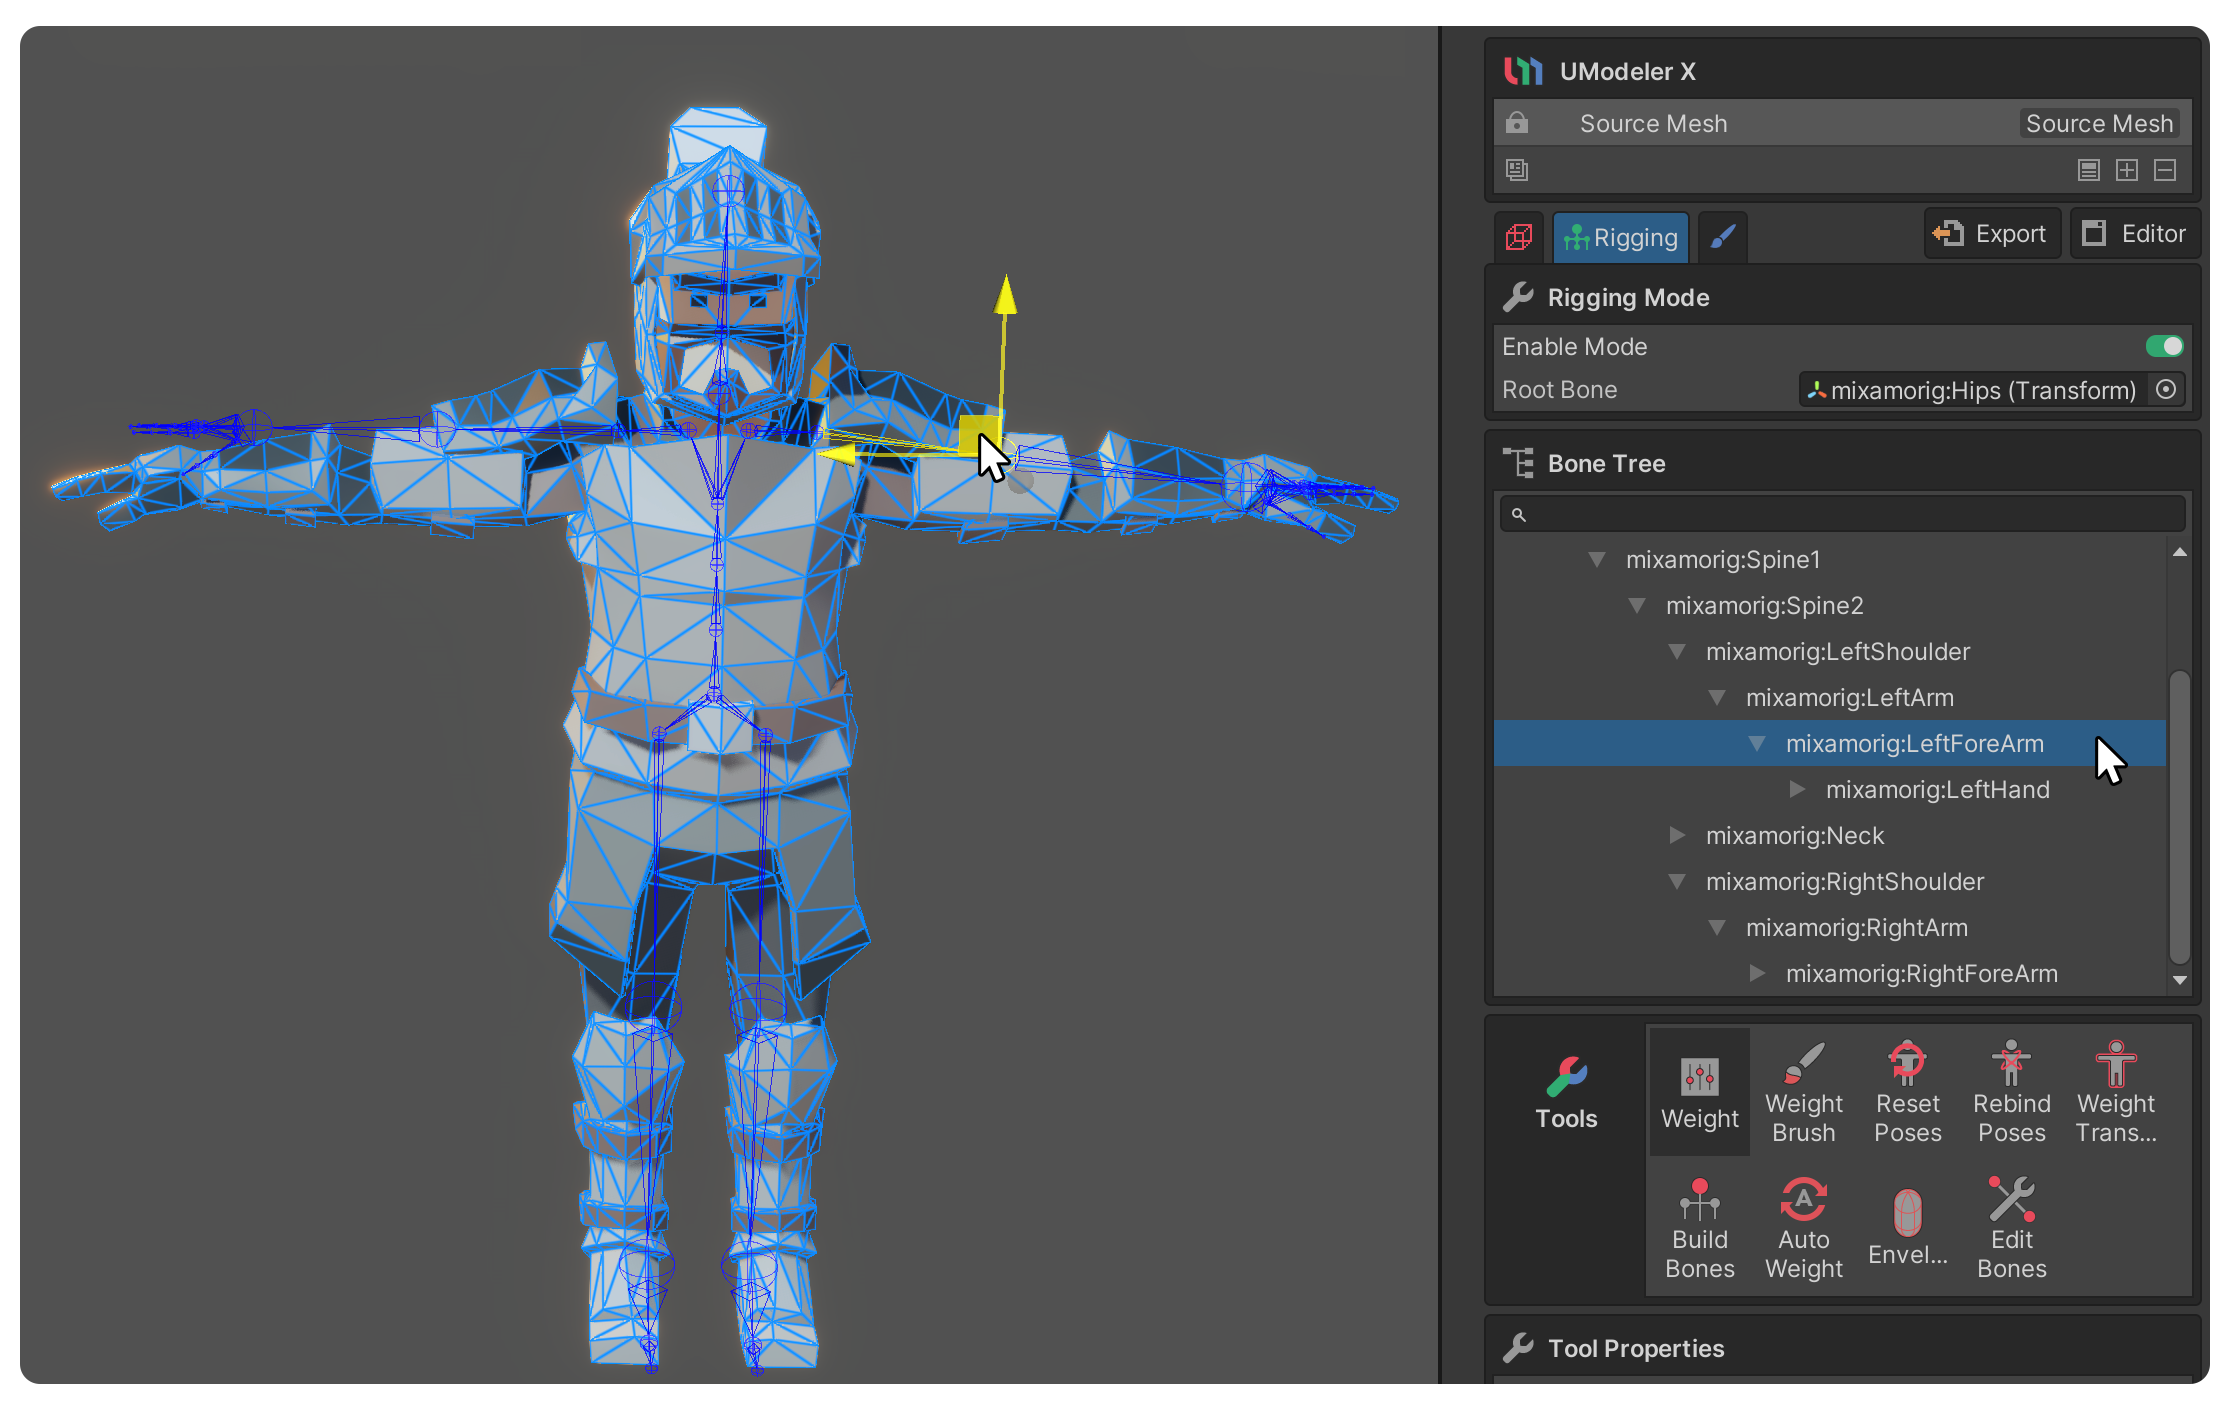 UModeler X
Source Mesh
Source Mesh
Rigging
Export
Editor
Rigging Mode
Enable Mode
Root Bone
mixamorig:Hips (Transform)
Bone Tree
mixamorig:Spine1
mixamorig:Spine2
mixamorig:LeftShoulder
mixamorig:LeftArm
mixamorig:LeftForeArm
mixamorig:LeftHand
mixamorig:Neck
mixamorig:RightShoulder
mixamorig:RightArm
mixamorig:RightForeArm
Tools
Weight
Weight
Brush
Reset
Poses
Rebind
Poses
Weight
Trans...
Build
Bones
Auto
Weight
Envel...
Edit
Bones
Tool Properties